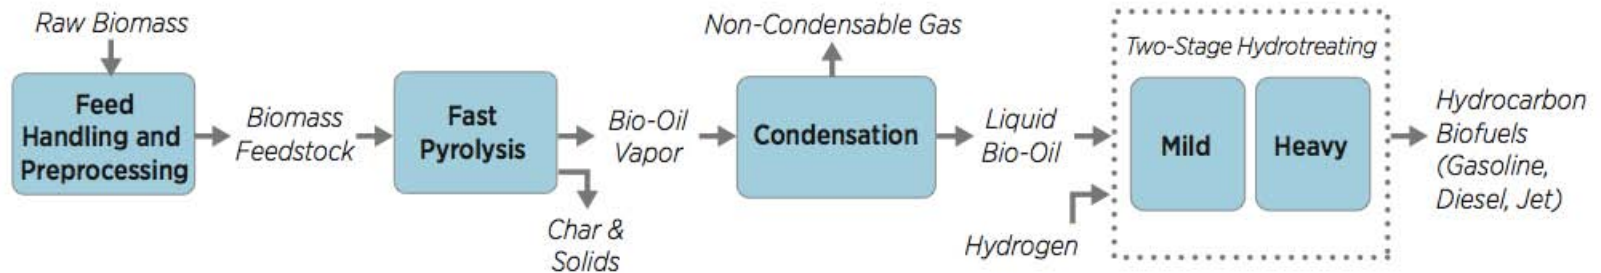 Raw Biomass
Feed
Handling and
Preprocessing
Biomass
Feedstock
Fast
Pyrolysis
Bio-Oil
Vapor
Char &
Solids
Non-Condensable Gas
Condensation
Liquid
Bio-Oil
Hydrogen
Two-Stage Hydrotreating
Mild
Heavy
Hydrocarbon
Biofuels
(Gasoline,
Diesel, Jet)